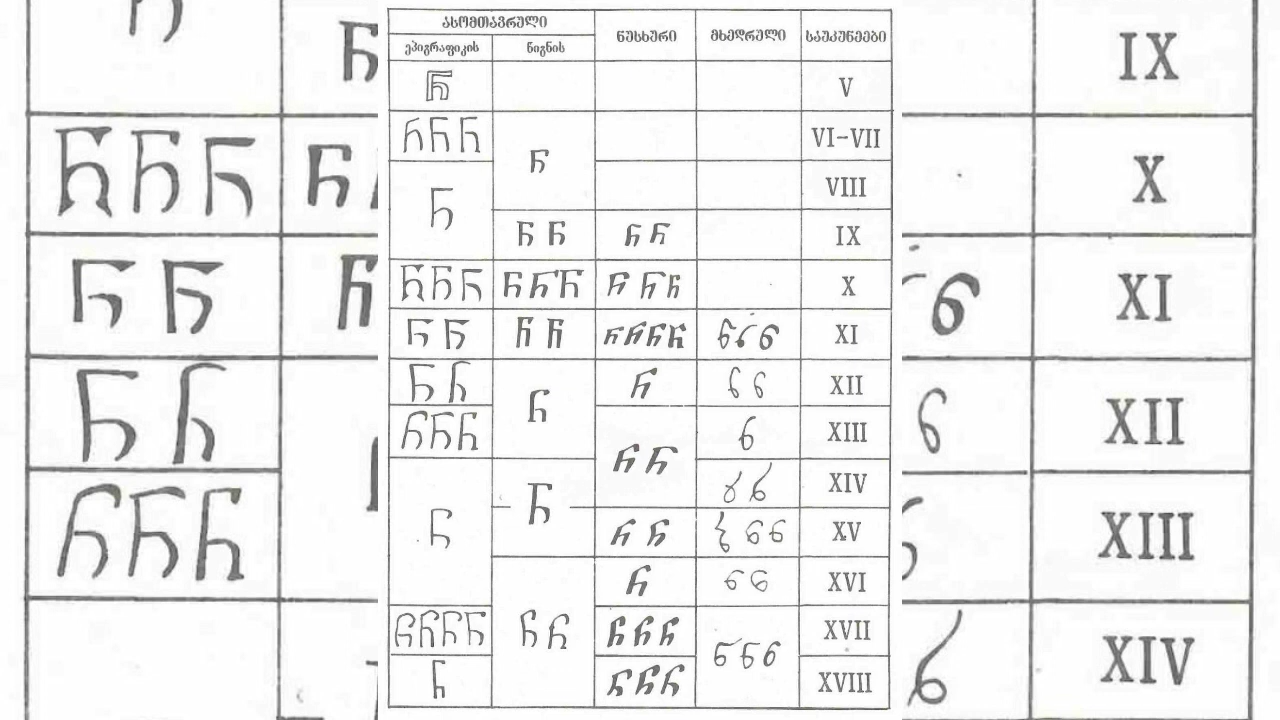 ასომთავრული ნუსხური მხედრული საუკუნეები
ეპიგრაფიკის წიგნის
Ⴌ V
Ⴌ Ⴌ Ⴌ Ⴌ VI-VII
Ⴌ VIII
Ⴌ Ⴌ ⴌ ⴌ IX
Ⴌ Ⴌ Ⴌ Ⴌ Ⴌ Ⴌ ⴌ ⴌ ⴌ X
Ⴌ Ⴌ Ⴌ Ⴌ ⴌ ⴌ ⴌ ⴌ ნ ნ ნ XI
Ⴌ Ⴌ Ⴌ ⴌ ნ ნ XII
Ⴌ Ⴌ Ⴌ ნ XIII
Ⴌ ⴌ ⴌ ნ ნ XIV
Ⴌ ⴌ ⴌ ნ ნ ნ XV
ⴌ ნ ნ XVI
Ⴌ Ⴌ Ⴌ Ⴌ Ⴌ Ⴌ ⴌ ⴌ ⴌ ნ ნ ნ XVII
Ⴌ ⴌ ⴌ ⴌ XVIII
IX
X
XI
XII
XIII
XIV